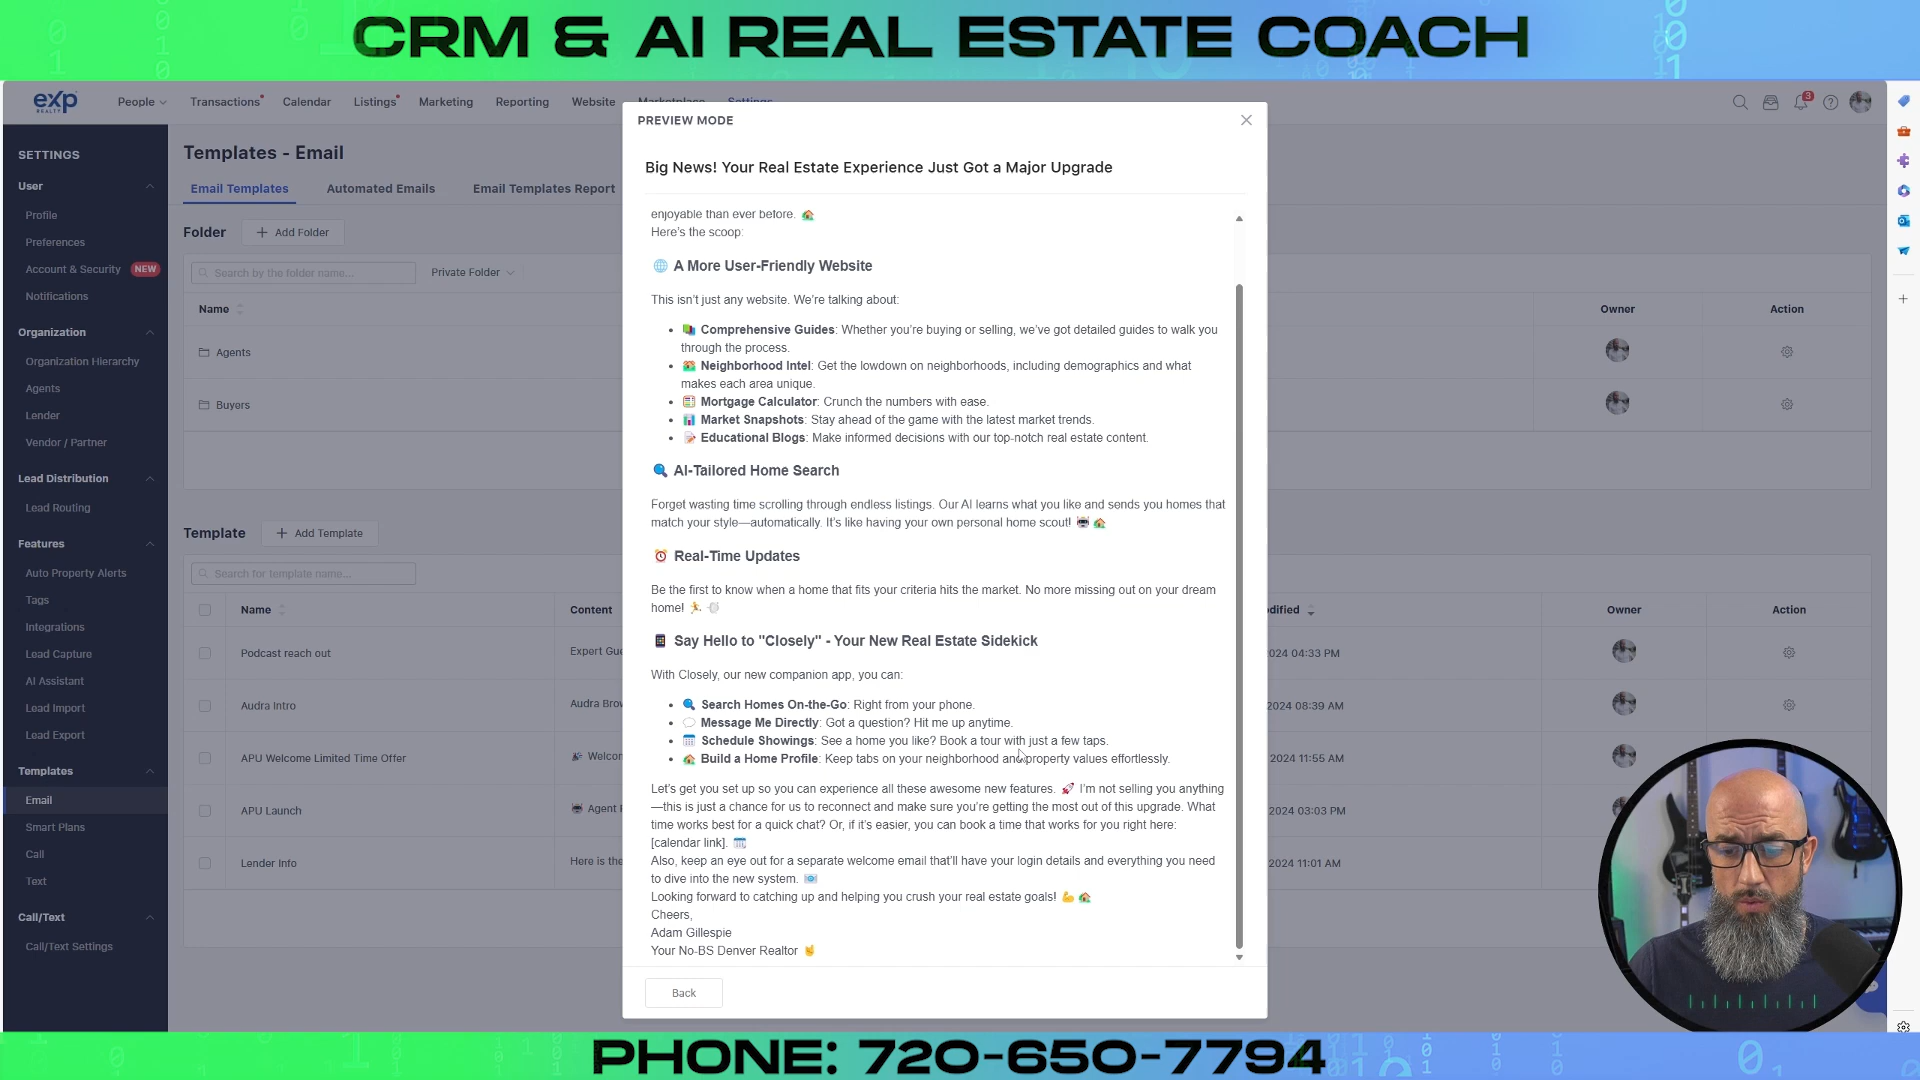 CRM & AI REAL ESTATE COACH
eXp
REALTY
People
Transactions
Calendar
Listings
Marketing
Reporting
Website
Marketplace
Settings
3
SETTINGS
User
Profile
Preferences
Account & Security NEW
Notifications
Organization
Organization Hierarchy
Agents
Lender
Vendor / Partner
Lead Distribution
Lead Routing
Features
Auto Property Alerts
Tags
Integrations
Lead Capture
AI Assistant
Lead Import
Lead Export
Templates
Email
Smart Plans
Call
Text
Call/Text
Call/Text Settings
Templates - Email
Email Templates
Automated Emails
Email Templates Report
Folder
+ Add Folder
Search by the folder name...
Private Folder
Name
Owner
Action
Agents
Buyers
Template
+ Add Template
Search for template name...
Name
Content
Owner
Action
Podcast reach out
Expert Gue
2024 04:33 PM
Audra Intro
Audra Brow
2024 08:39 AM
APU Welcome Limited Time Offer
2024 11:55 AM
APU Launch
2024 03:03 PM
Lender Info
Here is the
2024 11:01 AM
PREVIEW MODE
Big News! Your Real Estate Experience Just Got a Major Upgrade
enjoyable than ever before. 🏡
Here's the scoop:
🌐 A More User-Friendly Website
This isn't just any website. We're talking about:
• 📚 Comprehensive Guides: Whether you're buying or selling, we've got detailed guides to walk you
through the process.
• 🏘 Neighborhood Intel: Get the lowdown on neighborhoods, including demographics and what
makes each area unique.
• 🧮 Mortgage Calculator: Crunch the numbers with ease.
• 📊 Market Snapshots: Stay ahead of the game with the latest market trends.
• 📝 Educational Blogs: Make informed decisions with our top-notch real estate content.
🔍 AI-Tailored Home Search
Forget wasting time scrolling through endless listings. Our AI learns what you like and sends you homes that
match your style—automatically. It's like having your own personal home scout! 🤖 🏡
⏰ Real-Time Updates
Be the first to know when a home that fits your criteria hits the market. No more missing out on your dream
home! 🏃 💨
📱 Say Hello to "Closely" - Your New Real Estate Sidekick
With Closely, our new companion app, you can:
• 🔍 Search Homes On-the-Go: Right from your phone.
• 💬 Message Me Directly: Got a question? Hit me up anytime.
• 📅 Schedule Showings: See a home you like? Book a tour with just a few taps.
• 🏡 Build a Home Profile: Keep tabs on your neighborhood and property values effortlessly.
Let's get you set up so you can experience all these awesome new features. 🚀 I'm not selling you anything
—this is just a chance for us to reconnect and make sure you're getting the most out of this upgrade. What
time works best for a quick chat? Or, if it's easier, you can book a time that works for you right here:
[calendar link]. 📅
Also, keep an eye out for a separate welcome email that'll have your login details and everything you need
to dive into the new system. 📧
Looking forward to catching up and helping you crush your real estate goals! 💪 🏡
Cheers,
Adam Gillespie
Your No-BS Denver Realtor 🤘
Back
PHONE: 720-650-7794